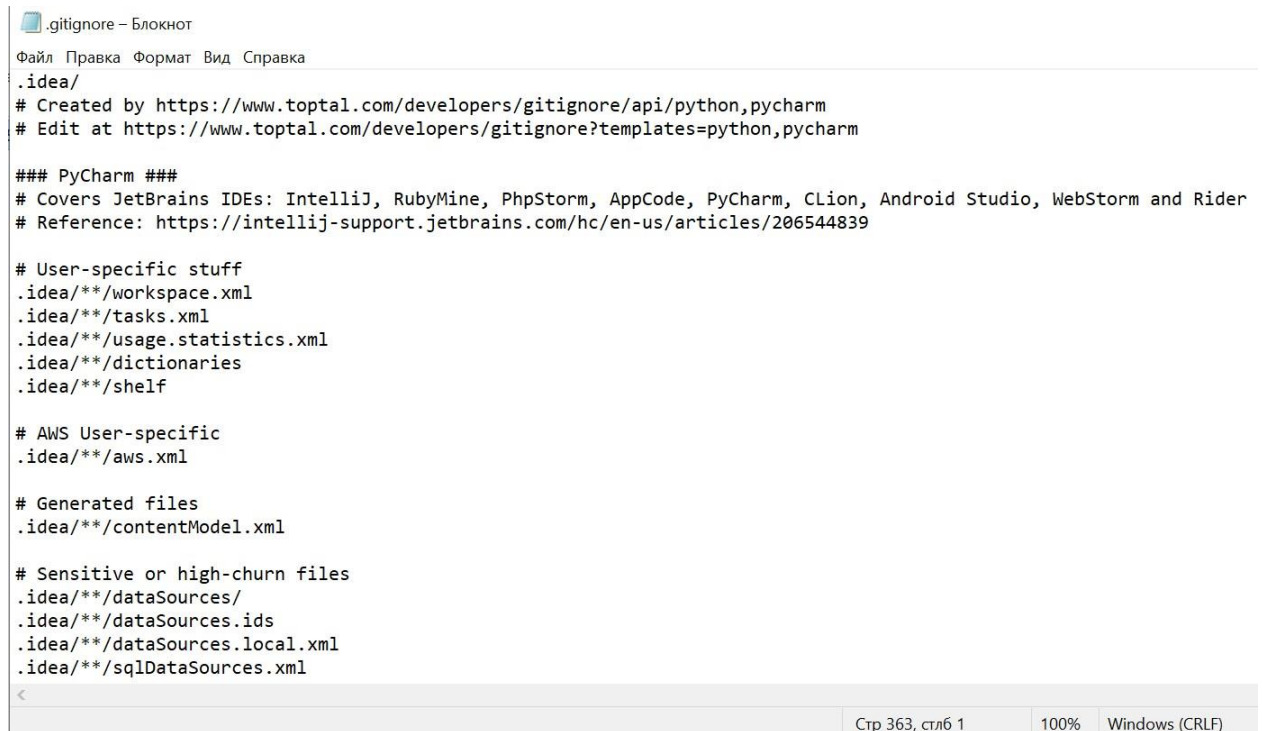 .gitignore – Блокнот
Файл Правка Формат Вид Справка
.idea/
# Created by https://www.toptal.com/developers/gitignore/api/python,pycharm
# Edit at https://www.toptal.com/developers/gitignore?templates=python,pycharm
### PyCharm ###
# Covers JetBrains IDEs: IntelliJ, RubyMine, PhpStorm, AppCode, PyCharm, CLion, Android Studio, WebStorm and Rider
# Reference: https://intellij-support.jetbrains.com/hc/en-us/articles/206544839
# User-specific stuff
.idea/**/workspace.xml
.idea/**/tasks.xml
.idea/**/usage.statistics.xml
.idea/**/dictionaries
.idea/**/shelf
# AWS User-specific
.idea/**/aws.xml
# Generated files
.idea/**/contentModel.xml
# Sensitive or high-churn files
.idea/**/dataSources/
.idea/**/dataSources.ids
.idea/**/dataSources.local.xml
.idea/**/sqlDataSources.xml
Стр 363, стлб 1 100% Windows (CRLF)